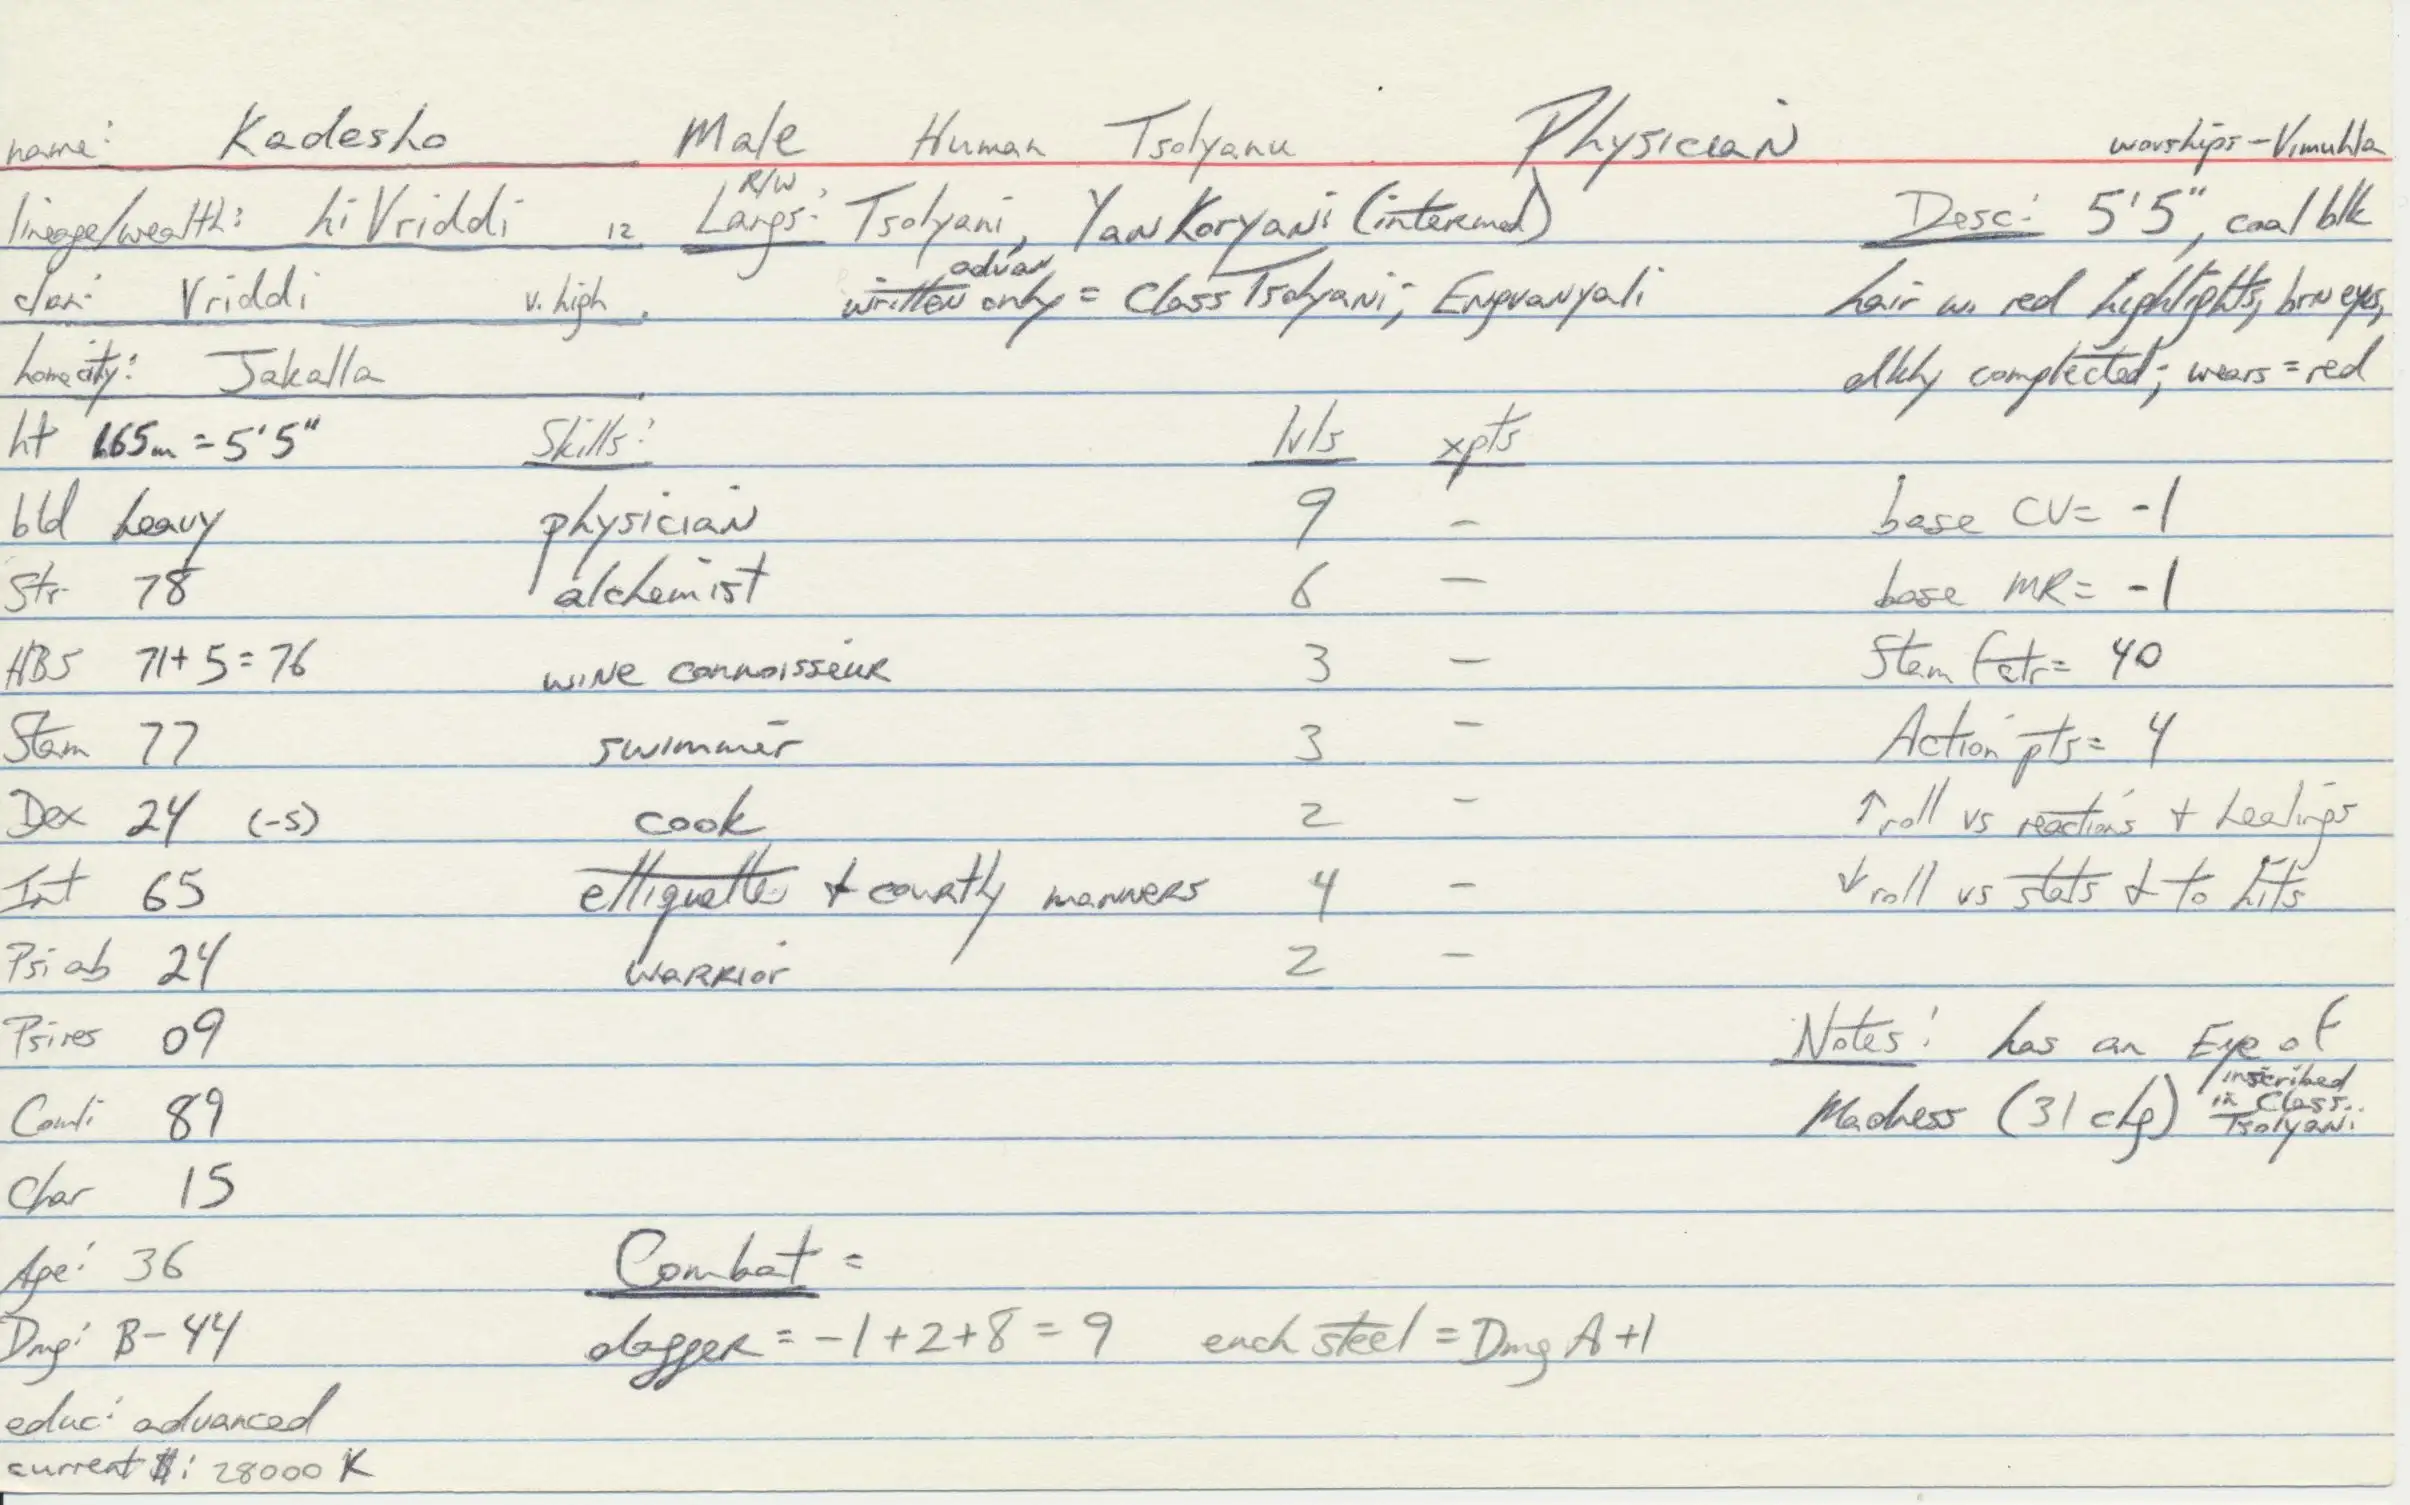 name: Kadesho Male Human Tsolyanu Physician worships-Vimuhla
lineage/wealth: hi Vriddi 12 R/W Langs: Tsolyani, YanKoryani (intermed) Desc: 5'5", coal blk
clan: Vriddi v. high advan written only = Class Tsolyani; Engvanyali hair w. red highlights, brn eyes,
home city: Jakalla complected; wears = red
ht 1.65m = 5'5" Skills: lvls xpts
bld heavy physician 9 - base CV = -1
Str 78 alchemist 6 - base MR = -1
HBS 71+5=76 wine connoisseur 3 - Stam fctr = 40
Stam 77 swimmer 3 - Action pts = 4
Dex 24 (-5) cook 2 - ↑ roll vs reactions + healings
Int 65 ettiquette + courtly manners 4 - ↓ roll vs stats + to hits
Psi ab 24 warrior 2 -
Psi res 09 Notes: has an Eye of
Comli 89 Madness (31 chg) inscribed in Class. Tsolyani
Char 15
Age: 36 Combat =
Dmg: B-44 dagger = -1+2+8=9 each steel = Dmg A+1
educ: advanced
current $: 28000 K